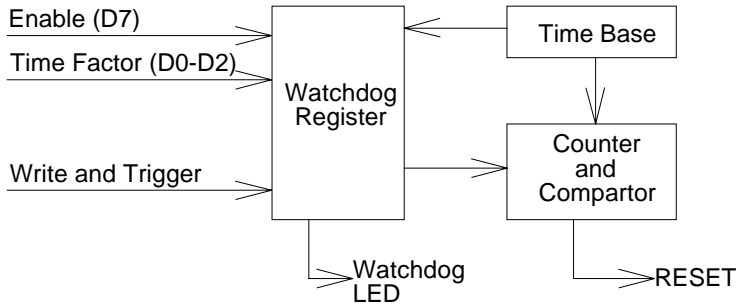 Enable (D7)
Time Factor (D0-D2)
Write and Trigger
Watchdog
Register
Time Base
Counter
and
Compartor
Watchdog
LED
RESET